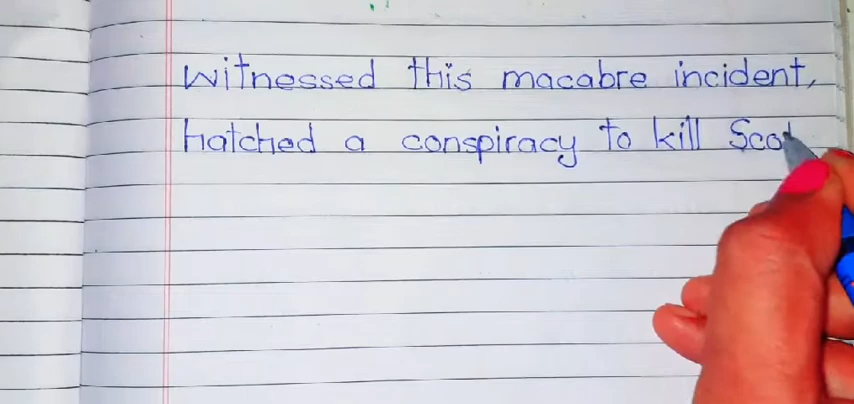 witnessed this macabre incident,
hatched a conspiracy to kill